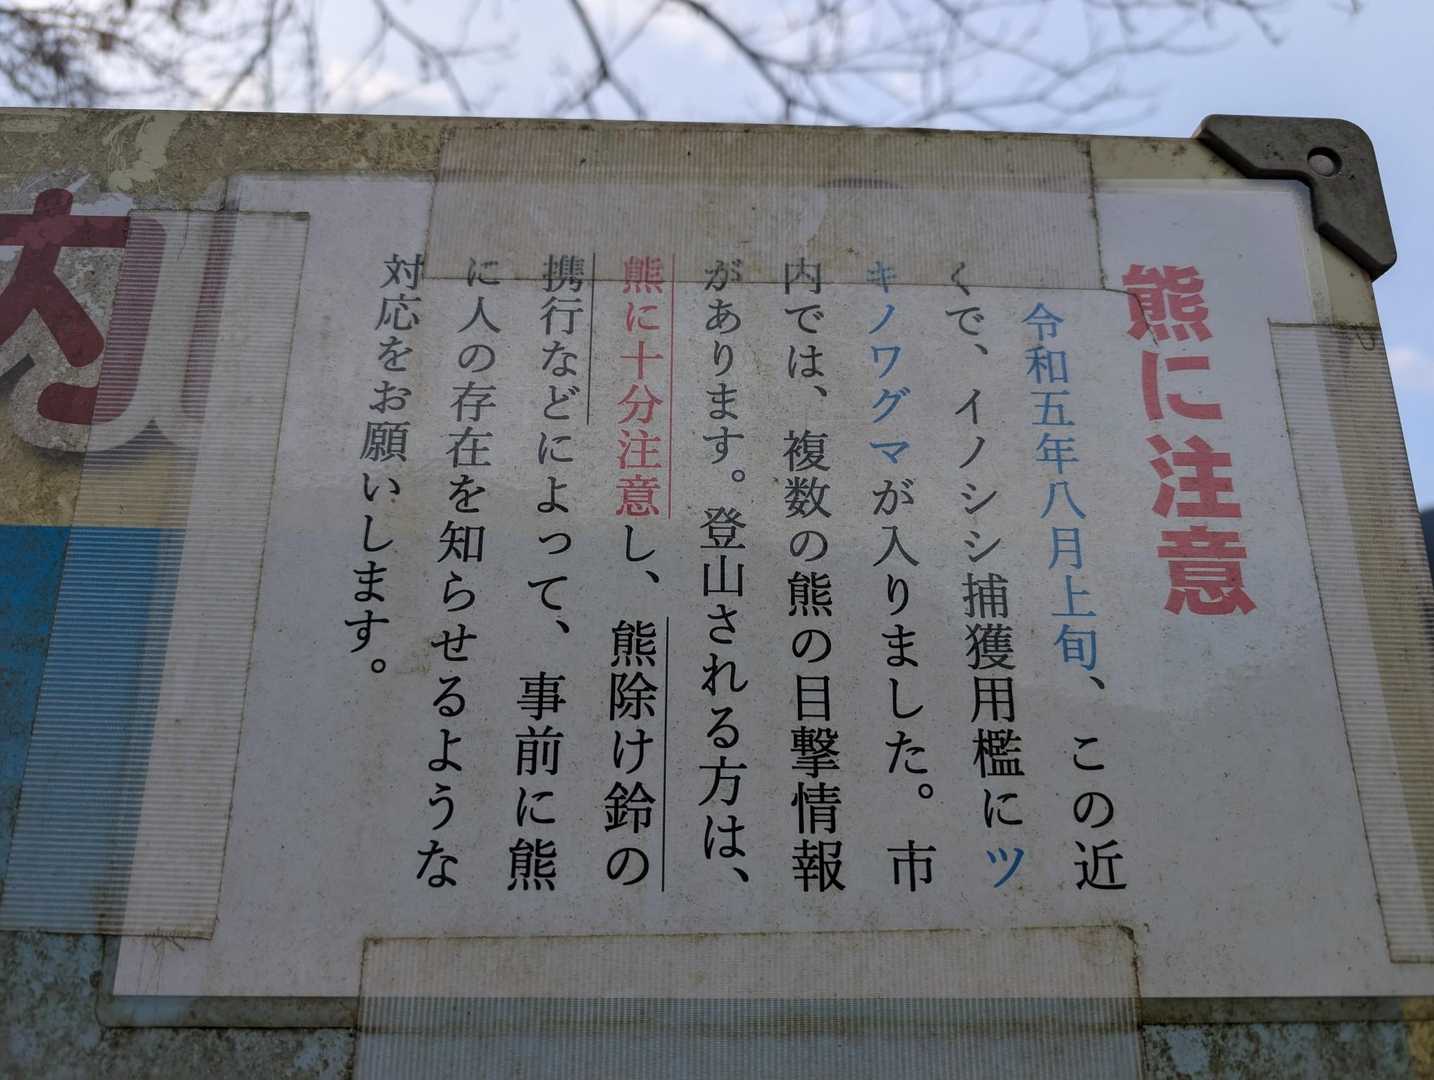 熊に注意
令和五年八月上旬、この近
くで、イノシシ捕獲用檻にツ
キノワグマが入りました。市
内では、複数の熊の目撃情報
があります。登山される方は、
熊に十分注意し、熊除け鈴の
携行などによって、事前に熊
に人の存在を知らせるような
対応をお願いします。
内